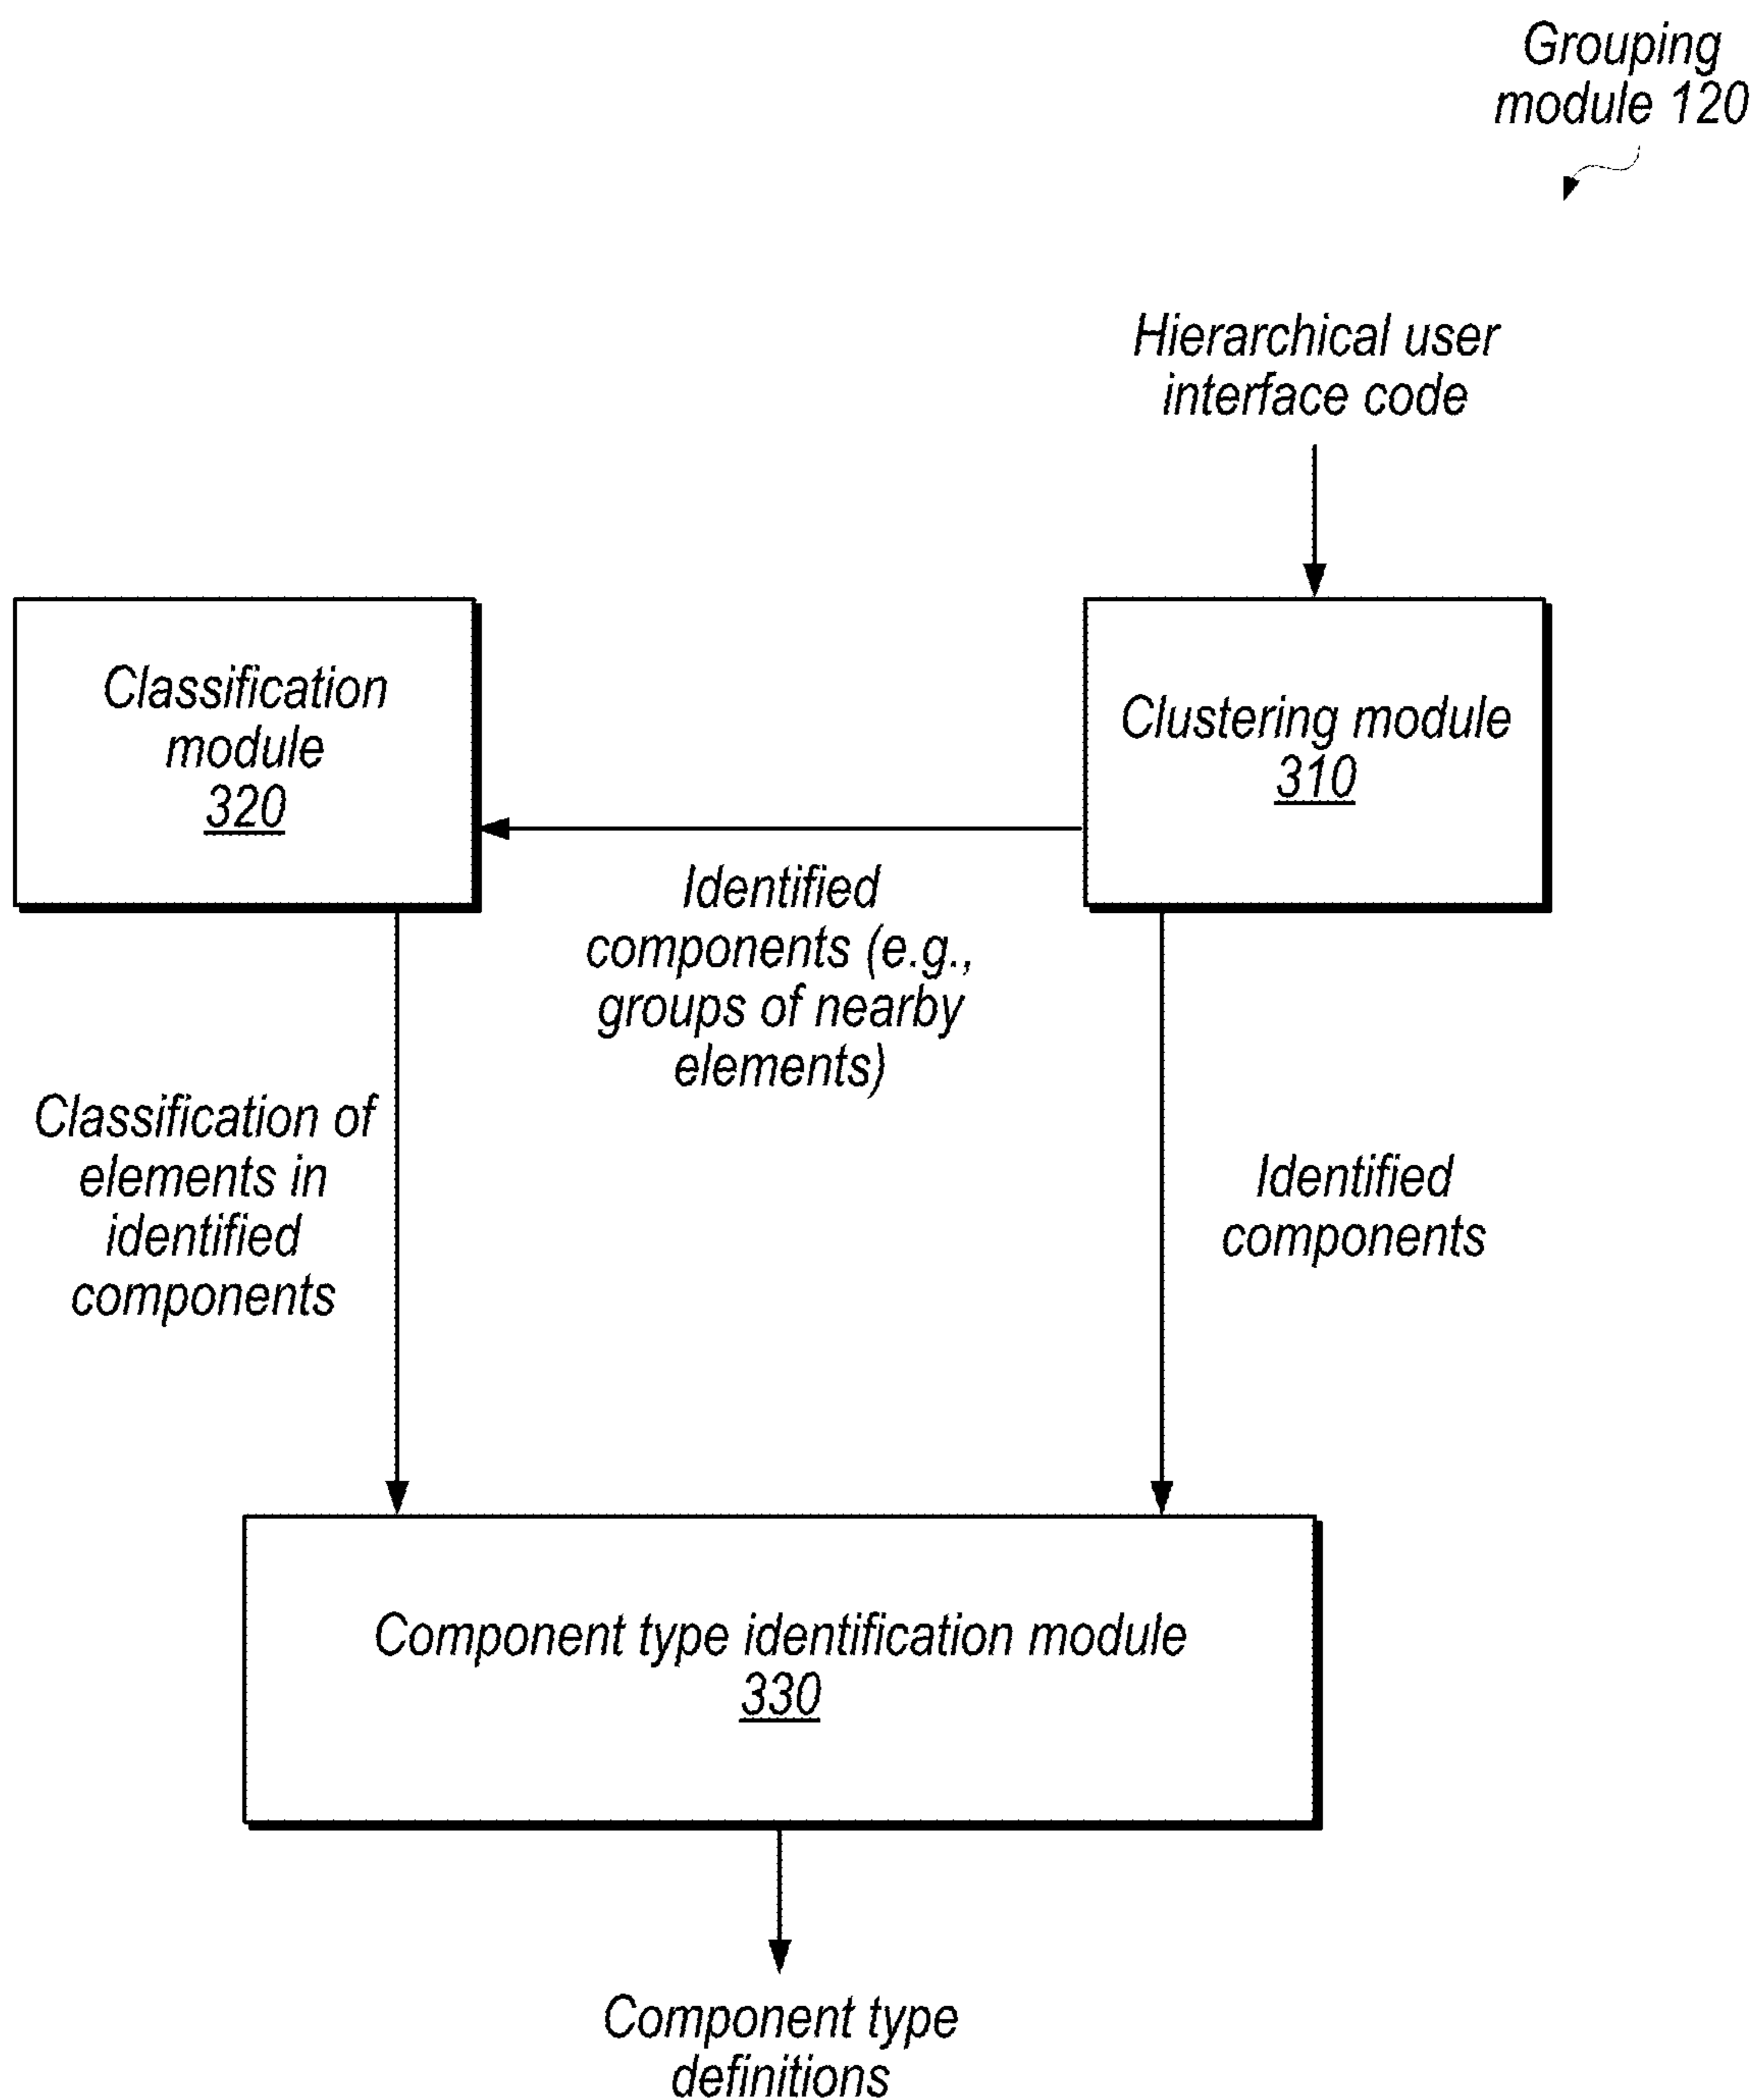 Grouping
module 120
Hierarchical user
interface code
Classification
module
320
Clustering module
310
Identified
components (e.g.,
groups of nearby
elements)
Classification of
elements in
identified
components
Identified
components
Component type identification module
330
Component type
definitions